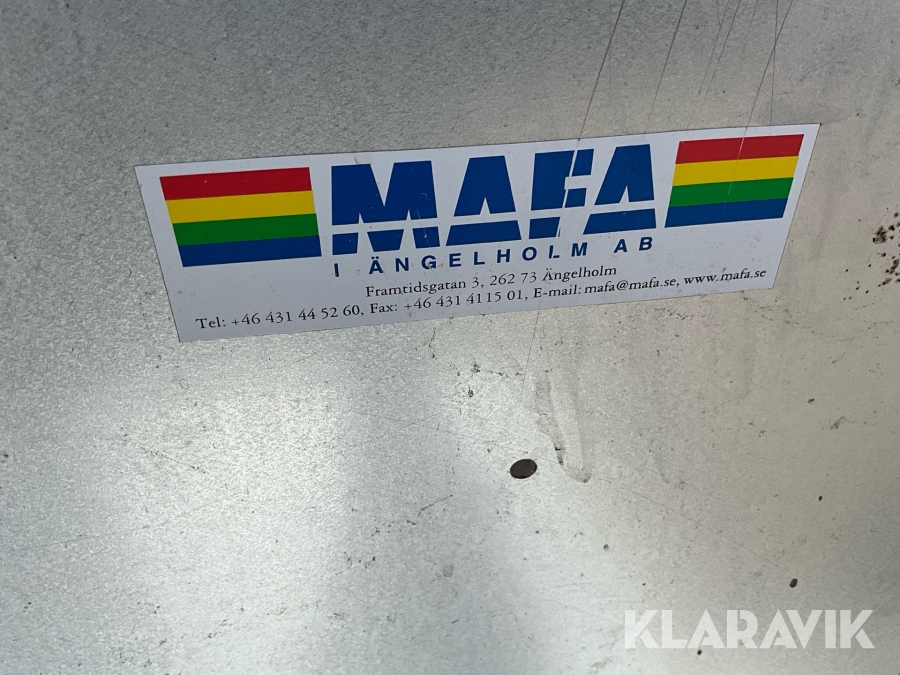 MAFA
I ÄNGELHOLM AB
Framtidsgatan 3, 262 73 Ängelholm
Tel: +46 431 44 52 60, Fax: +46 431 41 15 01, E-mail: mafa@mafa.se, www.mafa.se
KLARAVIK